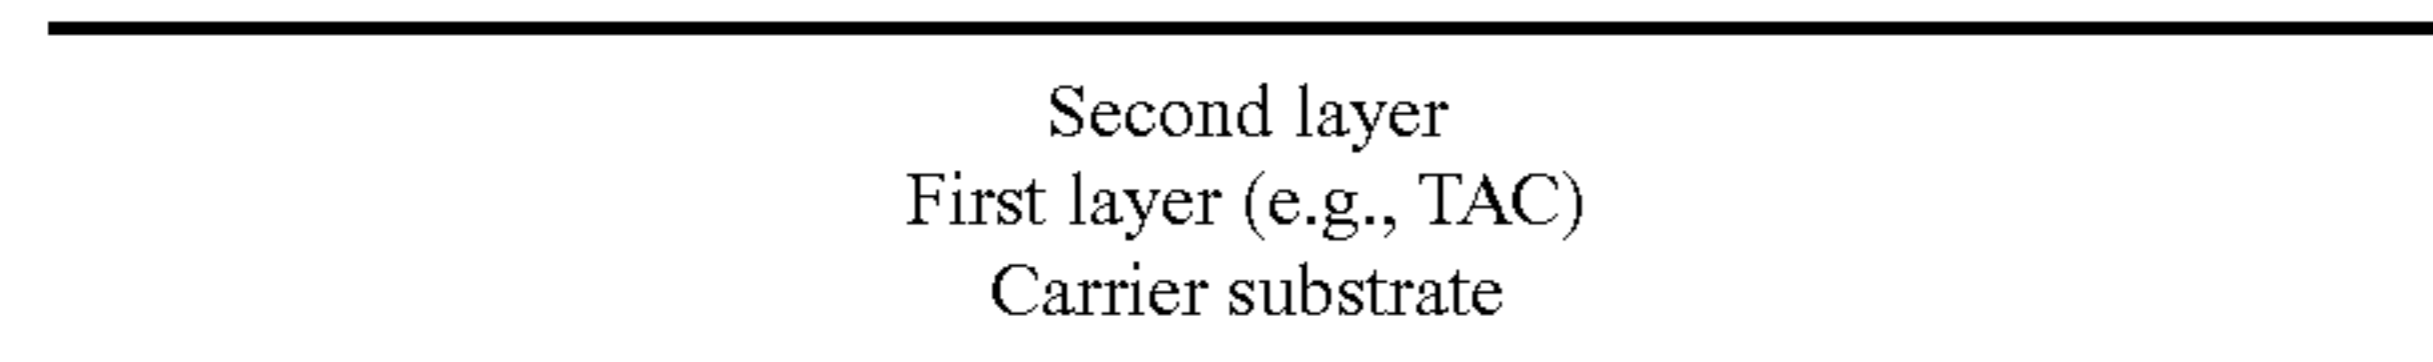 Second layer
First layer (e.g., TAC)
Carrier substrate